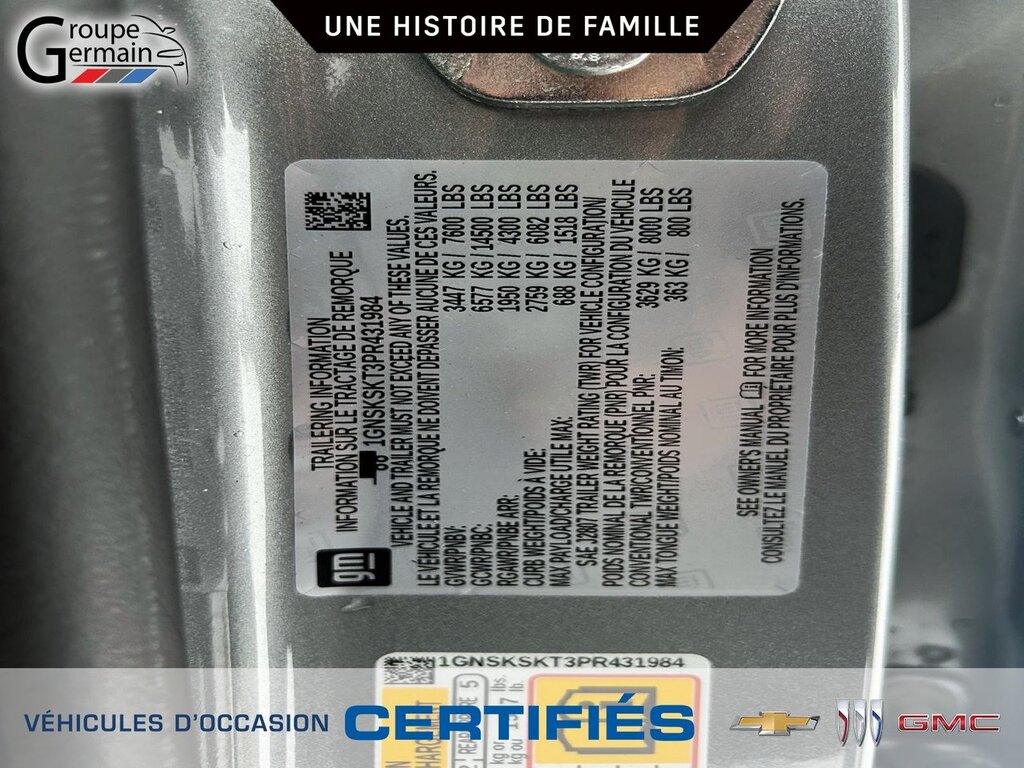 Groupe
Germain
UNE HISTOIRE DE FAMILLE
gm
TRAILERING INFORMATION
INFORMATION SUR LE TRACTAGE DE REMORQUE
1GNSKSKT3PR431984
VEHICLE AND TRAILER MUST NOT EXCEED ANY OF THESE VALUES.
LE VÉHICULE ET LA REMORQUE NE DOIVENT DÉPASSER AUCUNE DE CES VALEURS.
GVWR/PNBV: 3447 KG / 7600 LBS
GCWR/PNBC: 6577 KG / 14500 LBS
RGAWR/PNBE ARR: 1950 KG / 4300 LBS
CURB WEIGHT/POIDS À VIDE: 2759 KG / 6082 LBS
MAX PAYLOAD/CHARGE UTILE MAX: 688 KG / 1518 LBS
SAE J2807 TRAILER WEIGHT RATING (TWR) FOR VEHICLE CONFIGURATION/
POIDS NOMINAL DE LA REMORQUE (PNR) POUR LA CONFIGURATION DU VÉHICULE
CONVENTIONAL TWR/CONVENTIONNEL PNR: 3629 KG / 8000 LBS
MAX TONGUE WEIGHT/POIDS NOMINAL AU TIMON: 363 KG / 800 LBS
SEE OWNERS MANUAL FOR MORE INFORMATION
CONSULTEZ LE MANUEL DU PROPRIÉTAIRE POUR PLUS D'INFORMATIONS.
1GNSKSKT3PR431984
VÉHICULES D'OCCASION CERTIFIÉS
GMC